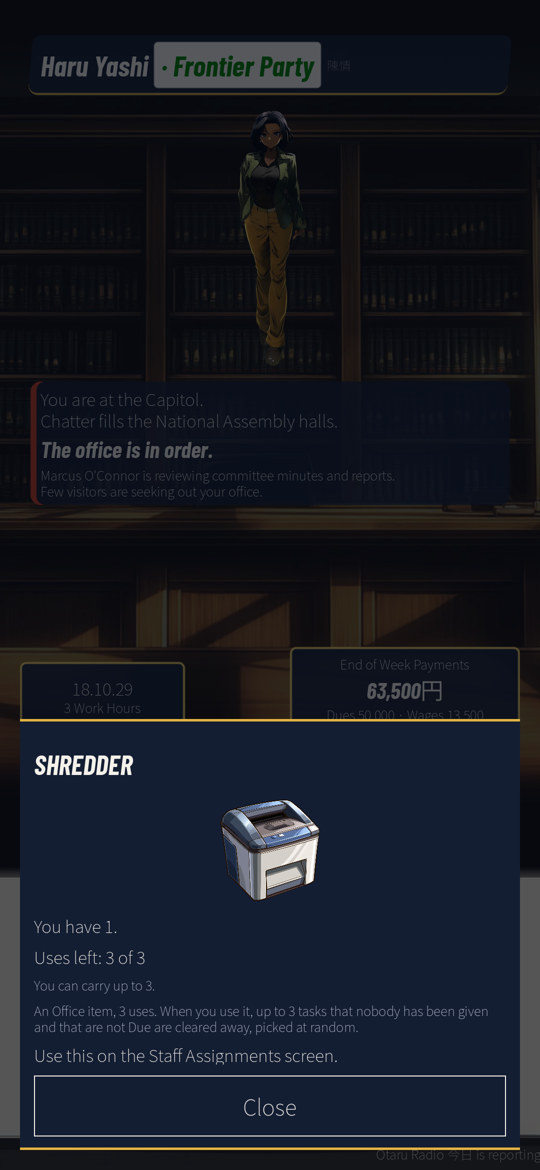 Haru Yashi · Frontier Party
You are at the Capitol.
Chatter fills the National Assembly halls.
The office is in order.
Marcus O'Connor is reviewing committee minutes and reports.
Few visitors are seeking out your office.
End of Week Payments
63,500円
Dues 50,000 · Wages 13,500
18.10.29
3 Work Hours
SHREDDER
You have 1.
Uses left: 3 of 3
You can carry up to 3.
An Office item, 3 uses. When you use it, up to 3 tasks that nobody has been given
and that are not Due are cleared away, picked at random.
Use this on the Staff Assignments screen.
Close
Otaru Radio 今日 is reporting